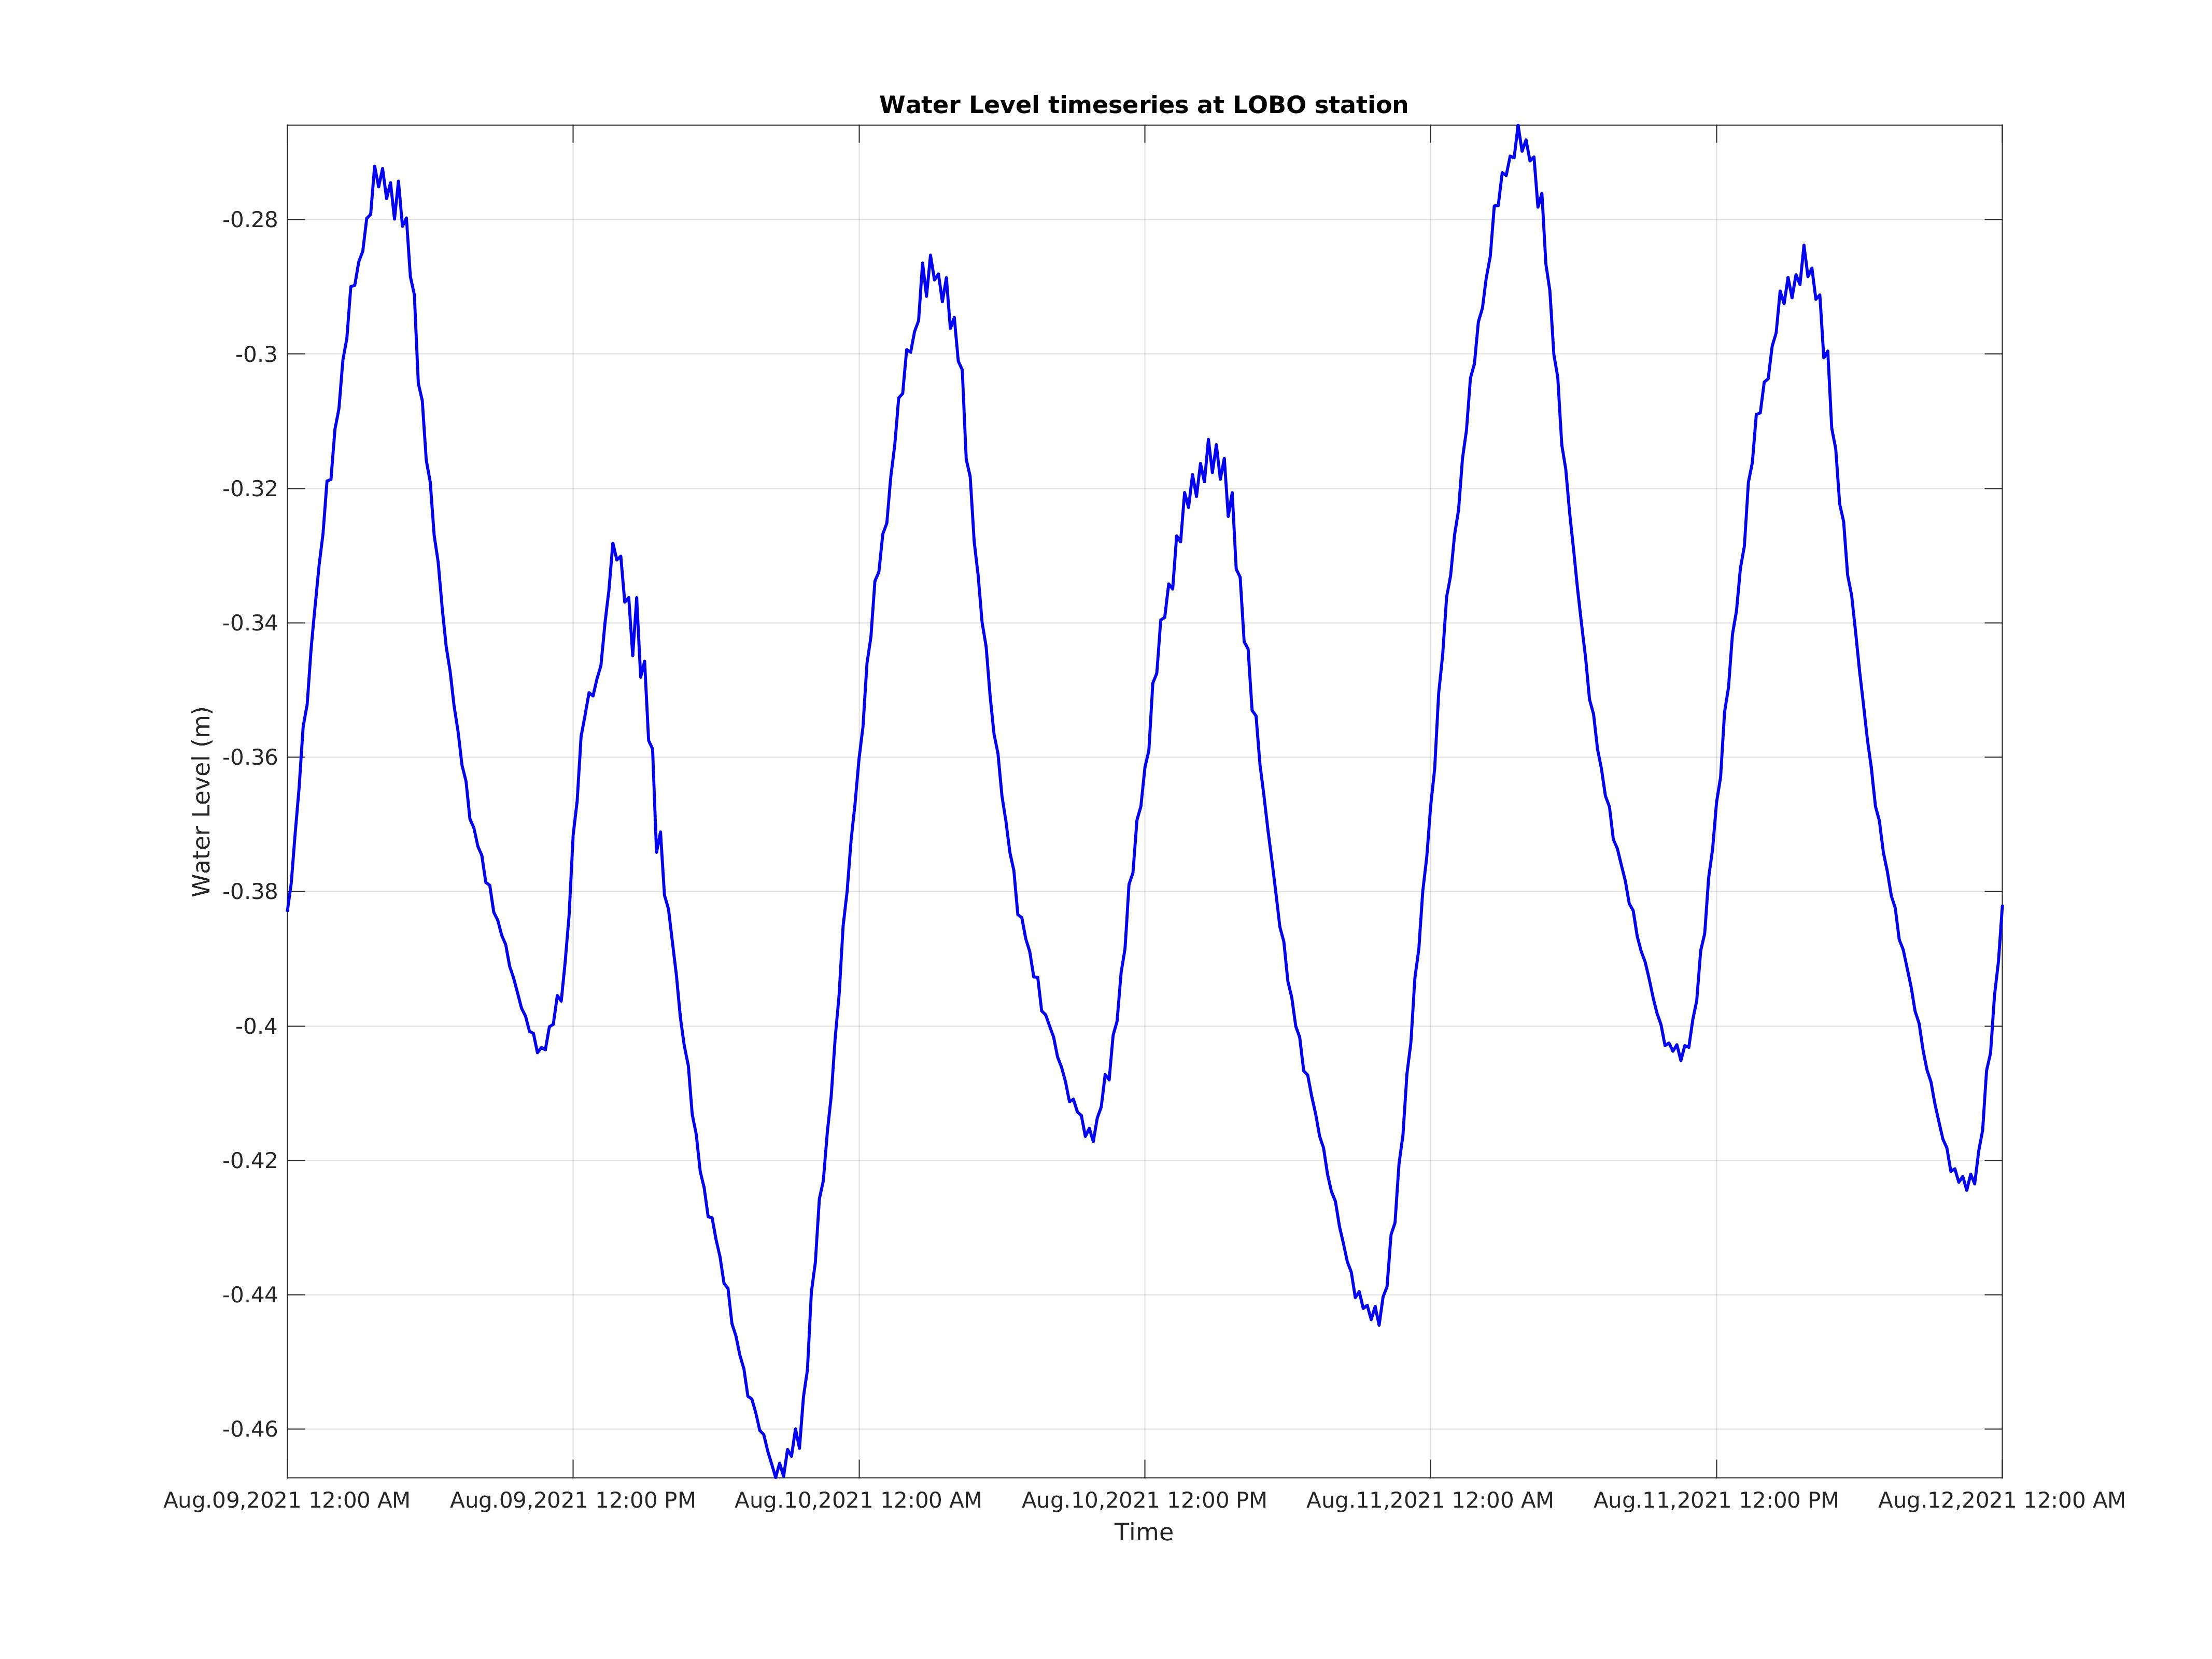 Water Level timeseries at LOBO station
-0.28
-0.3
-0.32
-0.34
-0.36
-0.38
-0.4
-0.42
-0.44
-0.46
Water Level (m)
Aug.09,2021 12:00 AM Aug.09,2021 12:00 PM Aug.10,2021 12:00 AM Aug.10,2021 12:00 PM Aug.11,2021 12:00 AM Aug.11,2021 12:00 PM Aug.12,2021 12:00 AM
Time